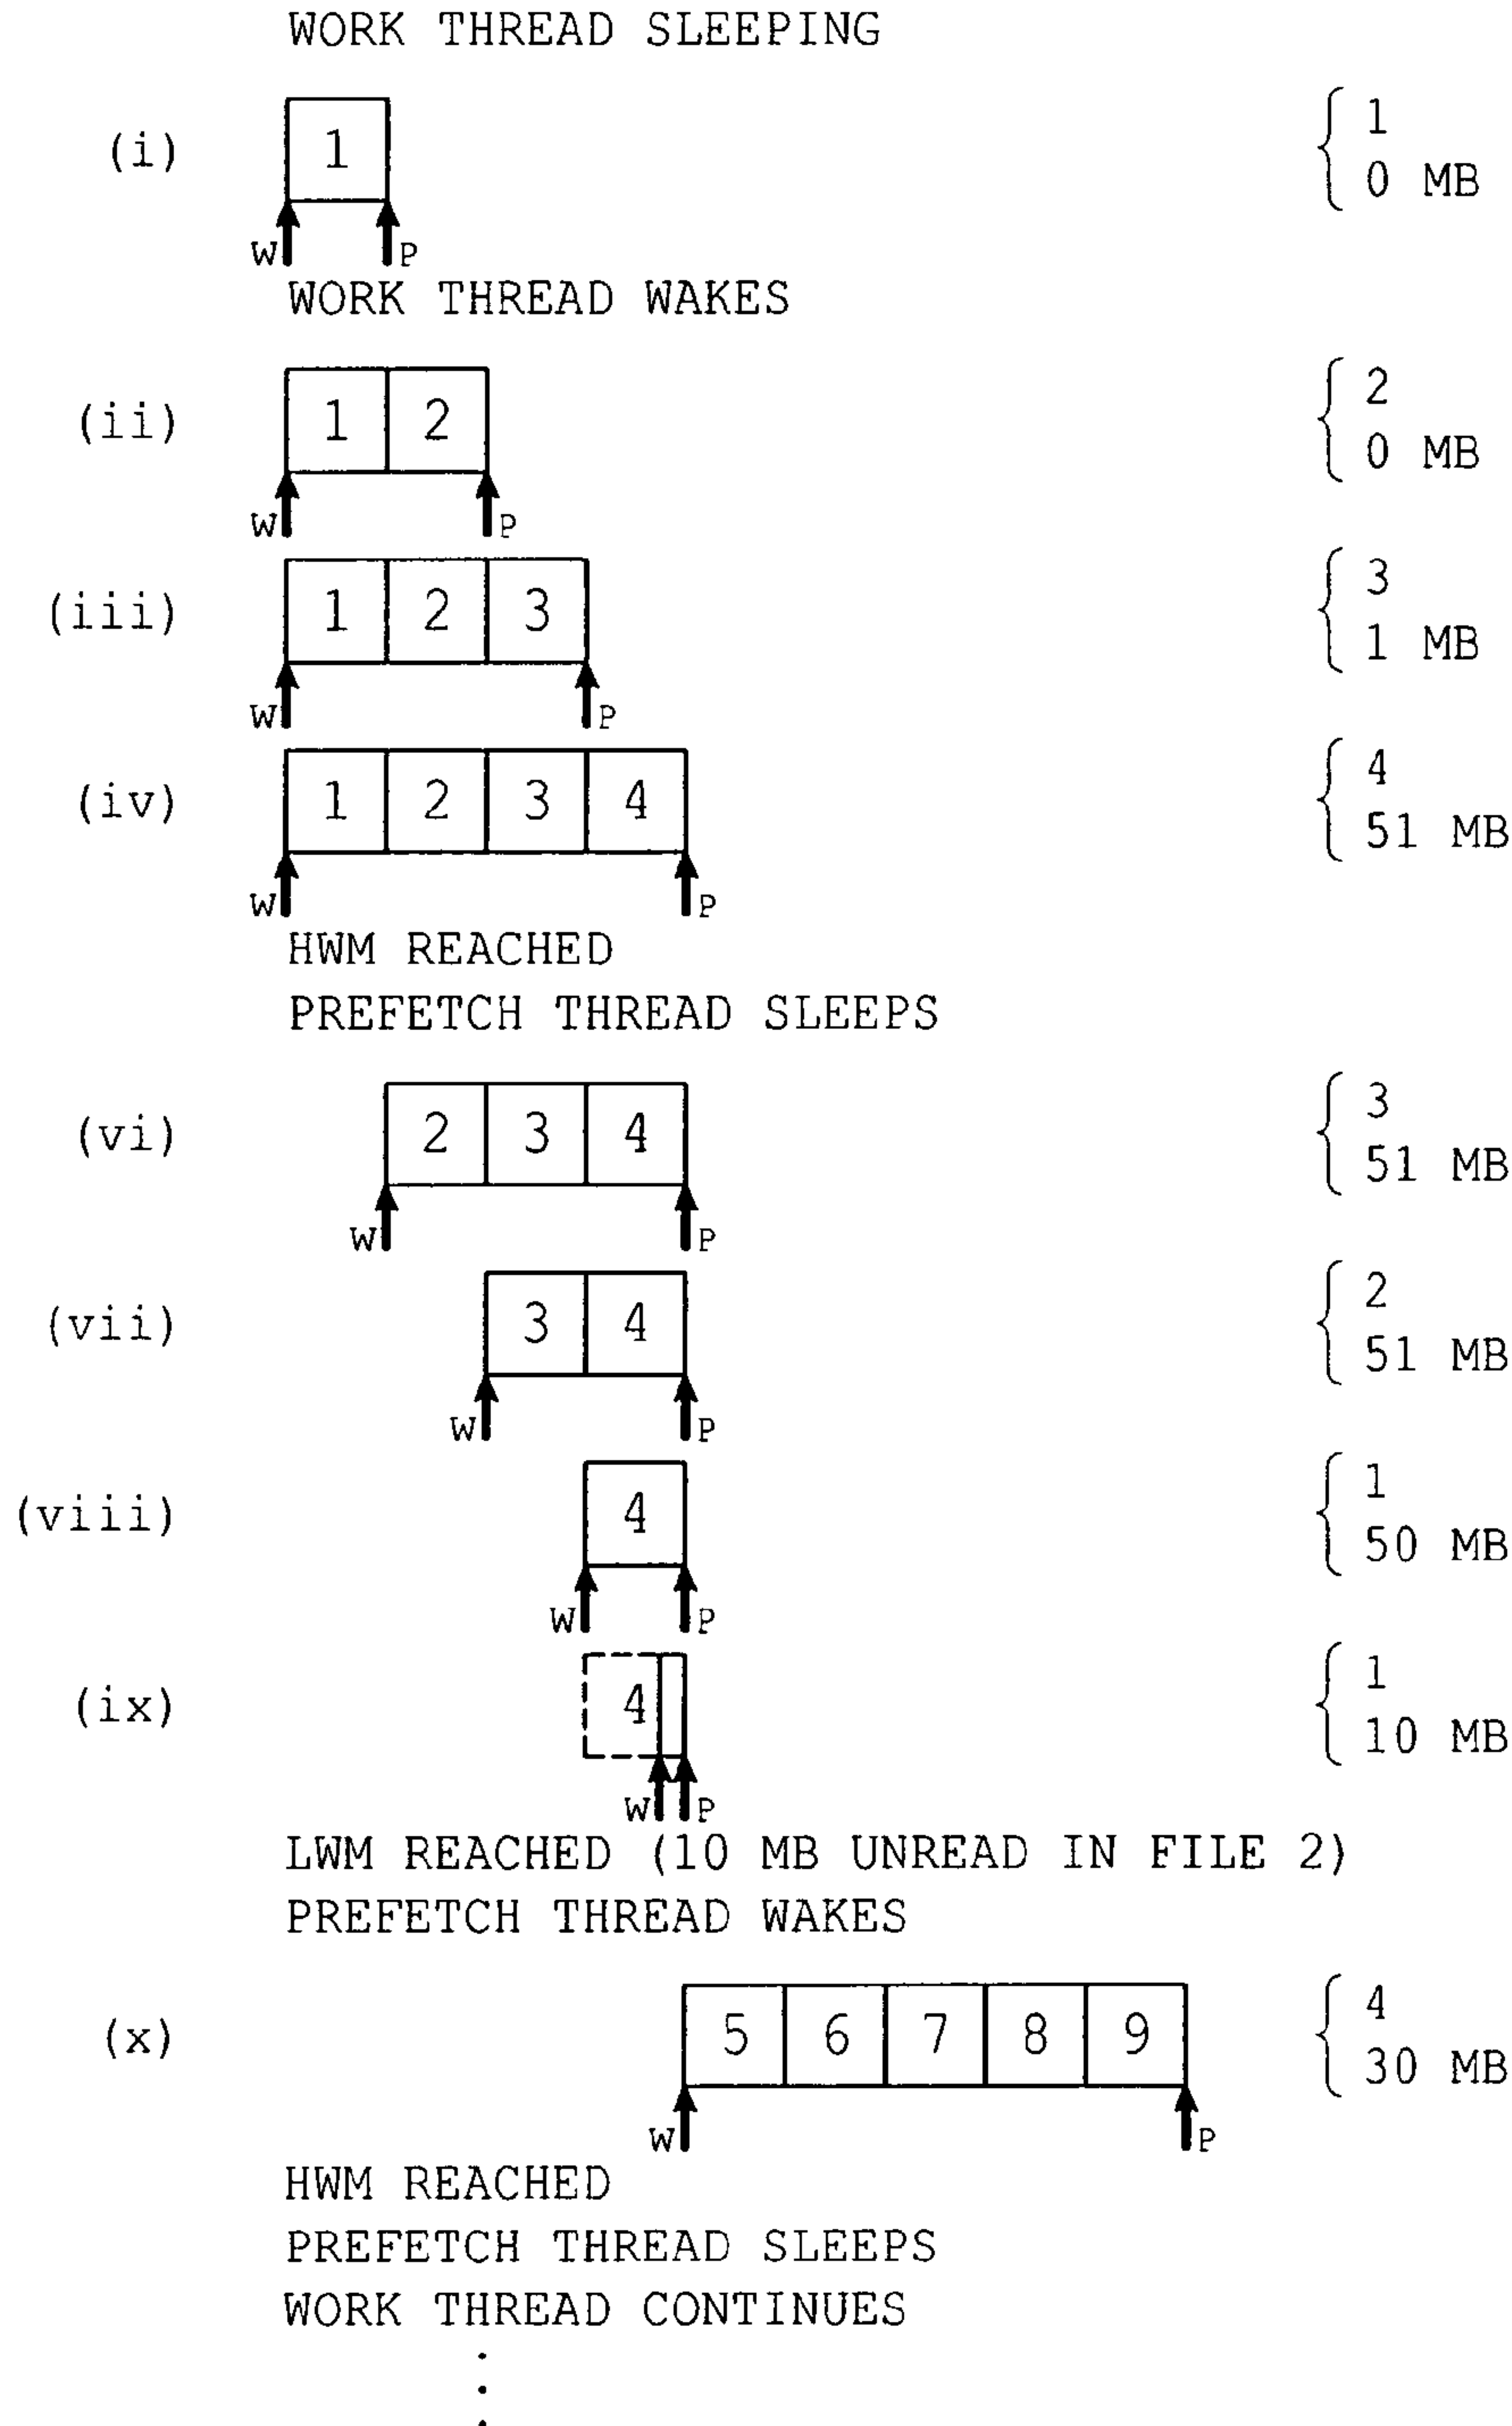 WORK THREAD SLEEPING
(i) 1 1
0 MB
W P
WORK THREAD WAKES
(ii) 1 2 2
0 MB
W P
(iii) 1 2 3 3
1 MB
W P
(iv) 1 2 3 4 4
51 MB
W P
HWM REACHED
PREFETCH THREAD SLEEPS
(vi) 2 3 4 3
51 MB
W P
(vii) 3 4 2
51 MB
W P
(viii) 4 1
50 MB
W P
(ix) 4 1
10 MB
W P
LWM REACHED (10 MB UNREAD IN FILE 2)
PREFETCH THREAD WAKES
(x) 5 6 7 8 9 4
30 MB
W P
HWM REACHED
PREFETCH THREAD SLEEPS
WORK THREAD CONTINUES